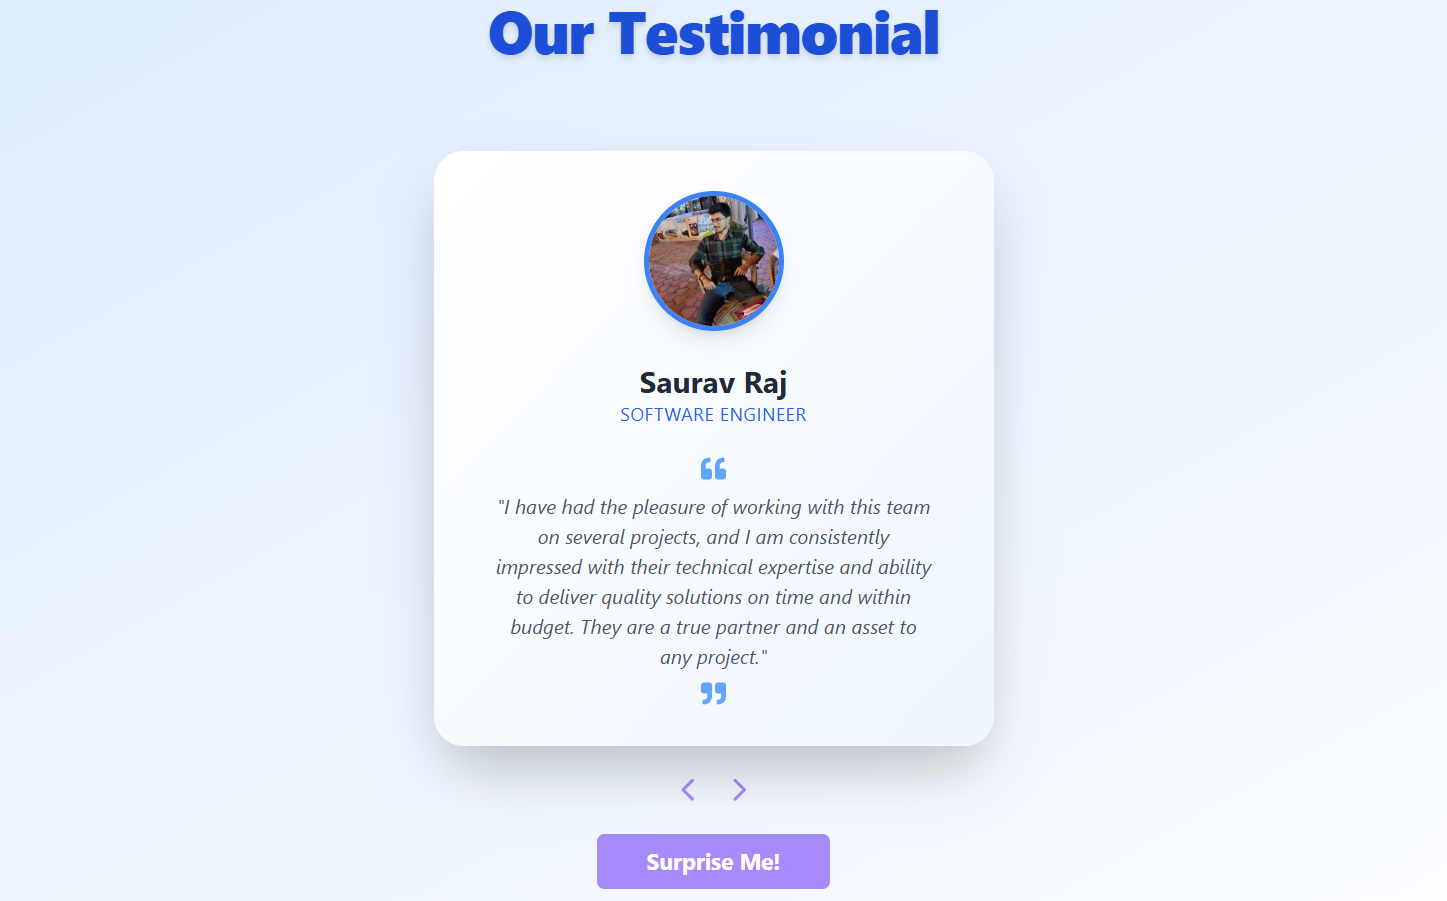 Our Testimonial
Saurav Raj
SOFTWARE ENGINEER
"I have had the pleasure of working with this team
on several projects, and I am consistently
impressed with their technical expertise and ability
to deliver quality solutions on time and within
budget. They are a true partner and an asset to
any project."
Surprise Me!